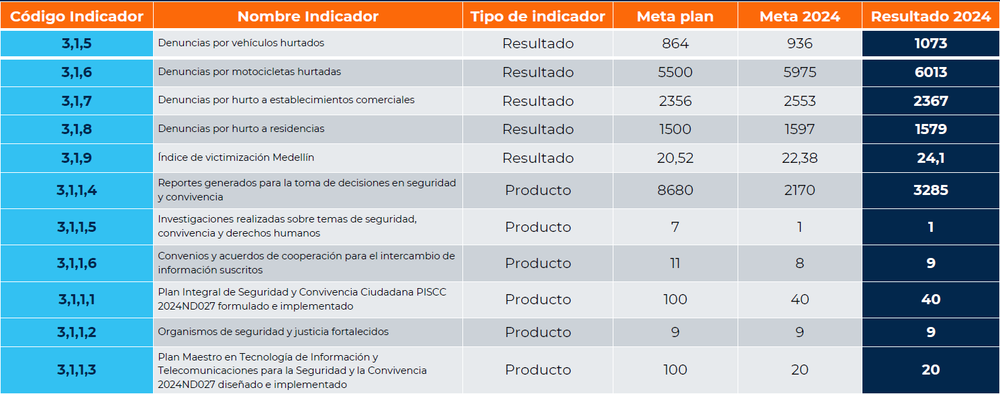 Código Indicador Nombre Indicador Tipo de indicador Meta plan Meta 2024 Resultado 2024
3,1,5 Denuncias por vehículos hurtados Resultado 864 936 1073
3,1,6 Denuncias por motocicletas hurtadas Resultado 5500 5975 6013
3,1,7 Denuncias por hurto a establecimientos comerciales Resultado 2356 2553 2367
3,1,8 Denuncias por hurto a residencias Resultado 1500 1597 1579
3,1,9 Índice de victimización Medellín Resultado 20,52 22,38 24,1
3,1,1,4 Reportes generados para la toma de decisiones en seguridad
y convivencia Producto 8680 2170 3285
3,1,1,5 Investigaciones realizadas sobre temas de seguridad,
convivencia y derechos humanos Producto 7 1 1
3,1,1,6 Convenios y acuerdos de cooperación para el intercambio de
información suscritos Producto 11 8 9
3,1,1,1 Plan Integral de Seguridad y Convivencia Ciudadana PISCC
2024ND027 formulado e implementado Producto 100 40 40
3,1,1,2 Organismos de seguridad y justicia fortalecidos Producto 9 9 9
3,1,1,3 Plan Maestro en Tecnología de Información y
Telecomunicaciones para la Seguridad y la Convivencia
2024ND027 diseñado e implementado Producto 100 20 20